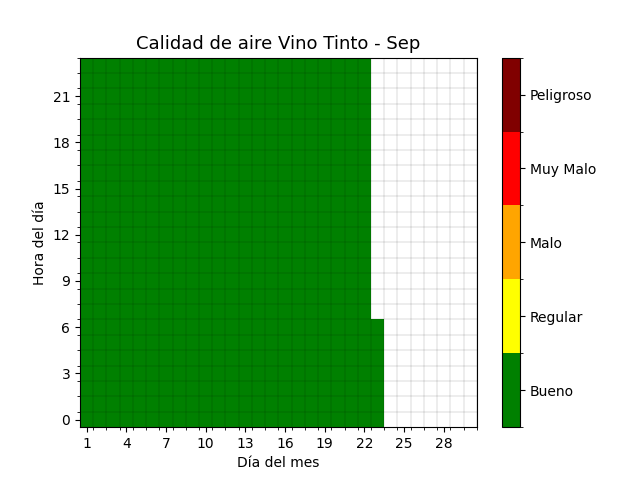 Calidad de aire Vino Tinto - Sep
Hora del día
21
18
15
12
9
6
3
0
1 4 7 10 13 16 19 22 25 28
Día del mes
Peligroso
Muy Malo
Malo
Regular
Bueno